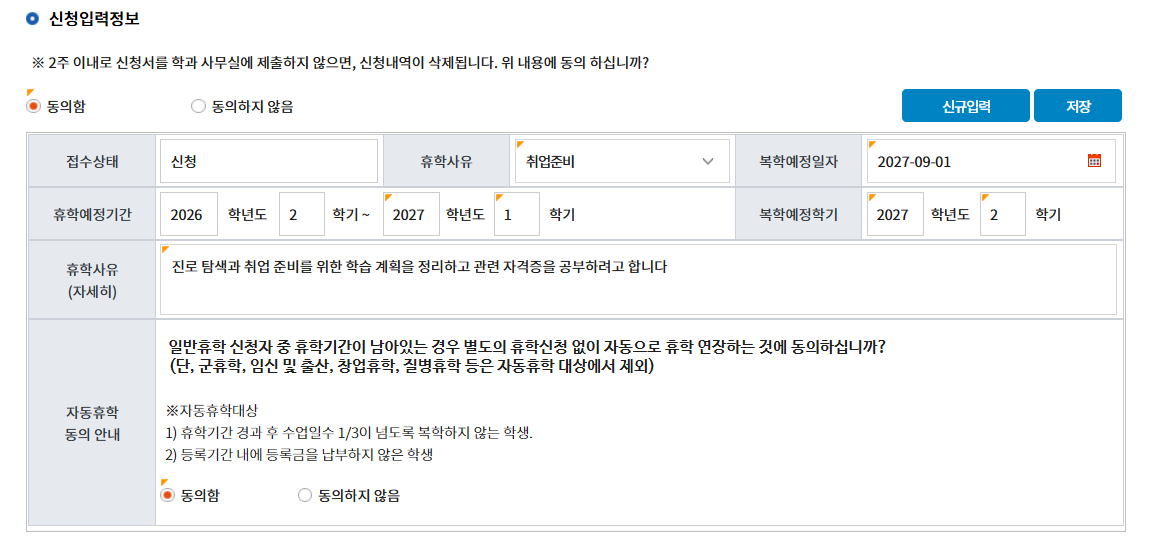 신청입력정보
※ 2주 이내로 신청서를 학과 사무실에 제출하지 않으면, 신청내역이 삭제됩니다. 위 내용에 동의 하십니까?
동의함 동의하지 않음 신규입력 저장
접수상태 신청 휴학사유 취업준비 복학예정일자 2027-09-01
휴학예정기간 2026 학년도 2 학기 ~ 2027 학년도 1 학기 복학예정학기 2027 학년도 2 학기
휴학사유
(자세히)
진로 탐색과 취업 준비를 위한 학습 계획을 정리하고 관련 자격증을 공부하려고 합니다
자동휴학
동의 안내
일반휴학 신청자 중 휴학기간이 남아있는 경우 별도의 휴학신청 없이 자동으로 휴학 연장하는 것에 동의하십니까?
(단, 군휴학, 임신 및 출산, 창업휴학, 질병휴학 등은 자동휴학 대상에서 제외)
※자동휴학대상
1) 휴학기간 경과 후 수업일수 1/3이 넘도록 복학하지 않는 학생.
2) 등록기간 내에 등록금을 납부하지 않은 학생
동의함 동의하지 않음